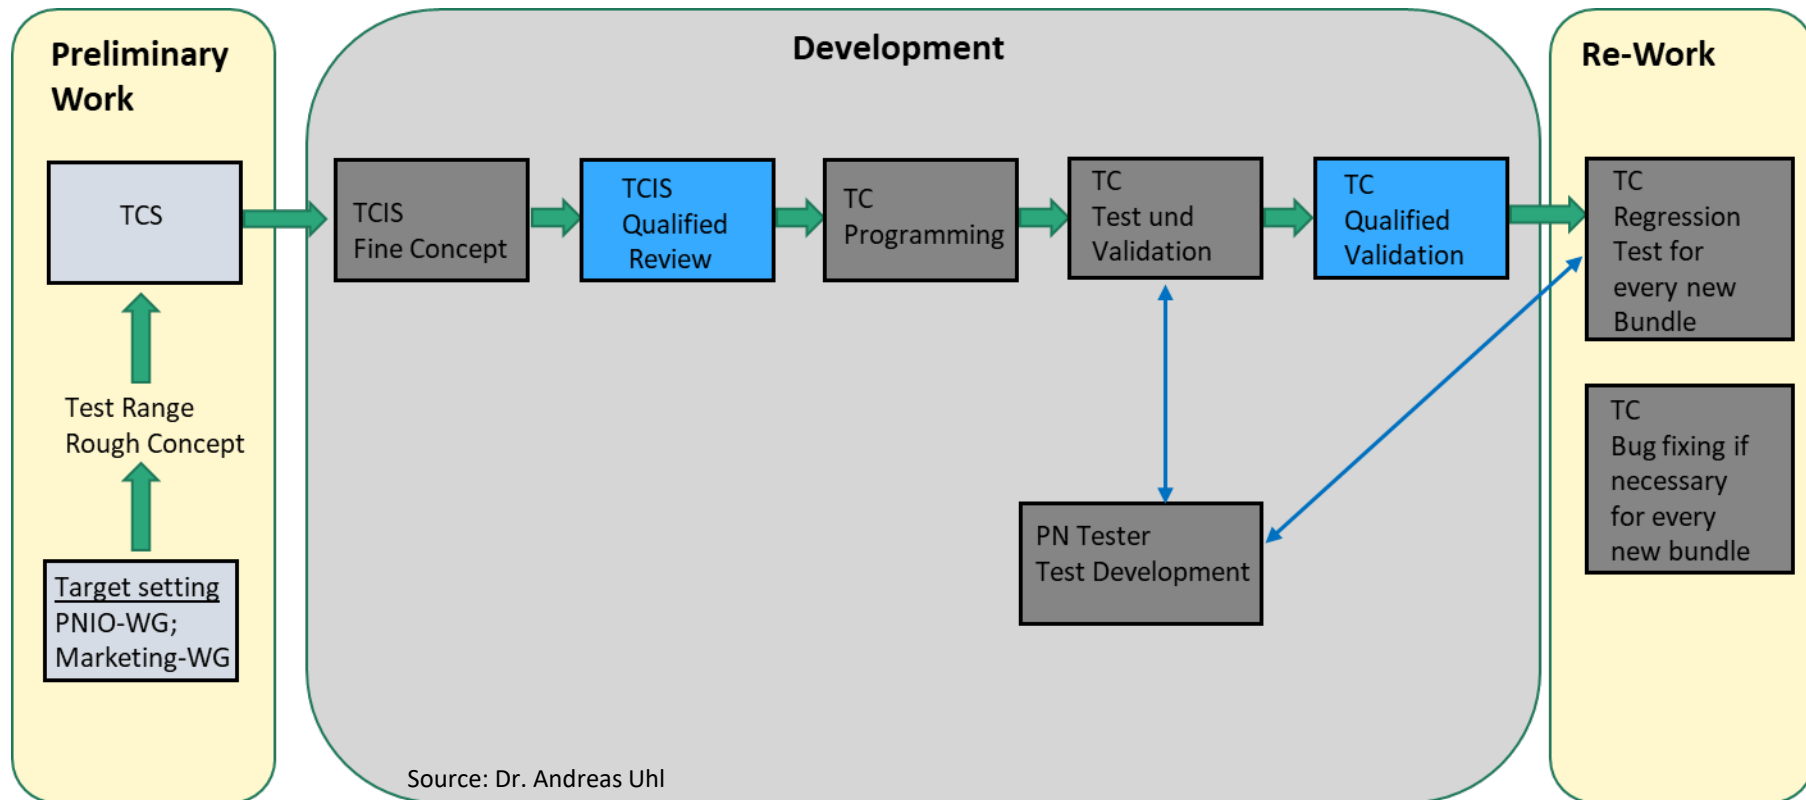 Preliminary
Work
TCS
Test Range
Rough Concept
Target setting
PNIO-WG;
Marketing-WG
Development
TCIS
Fine Concept
TCIS
Qualified
Review
TC
Programming
TC
Test und
Validation
TC
Qualified
Validation
PN Tester
Test Development
Source: Dr. Andreas Uhl
Re-Work
TC
Regression
Test for
every new
Bundle
TC
Bug fixing if
necessary
for every
new bundle